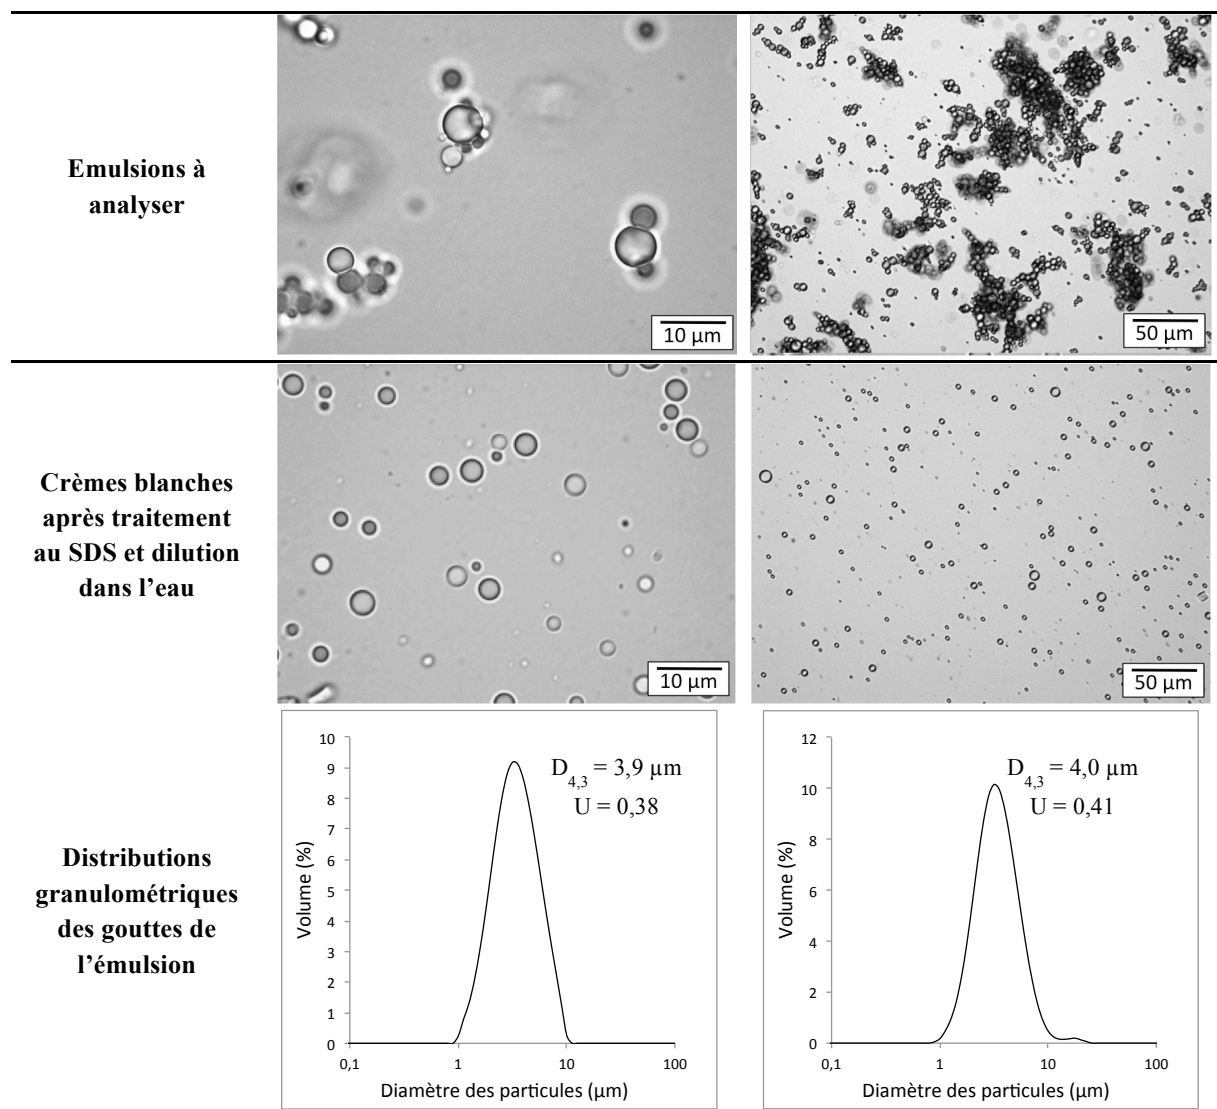 Emulsions à
analyser
10 µm
50 µm
Crèmes blanches
après traitement
au SDS et dilution
dans l’eau
10 µm
50 µm
Distributions
granulométriques
des gouttes de
l’émulsion
10
9
8
7
6
5
4
3
2
1
0
Volume (%)
D4,3 = 3,9 µm
U = 0,38
0,1 1 10 100
Diamètre des particules (µm)
12
10
8
6
4
2
0
Volume (%)
D4,3 = 4,0 µm
U = 0,41
0,1 1 10 100
Diamètre des particules (µm)